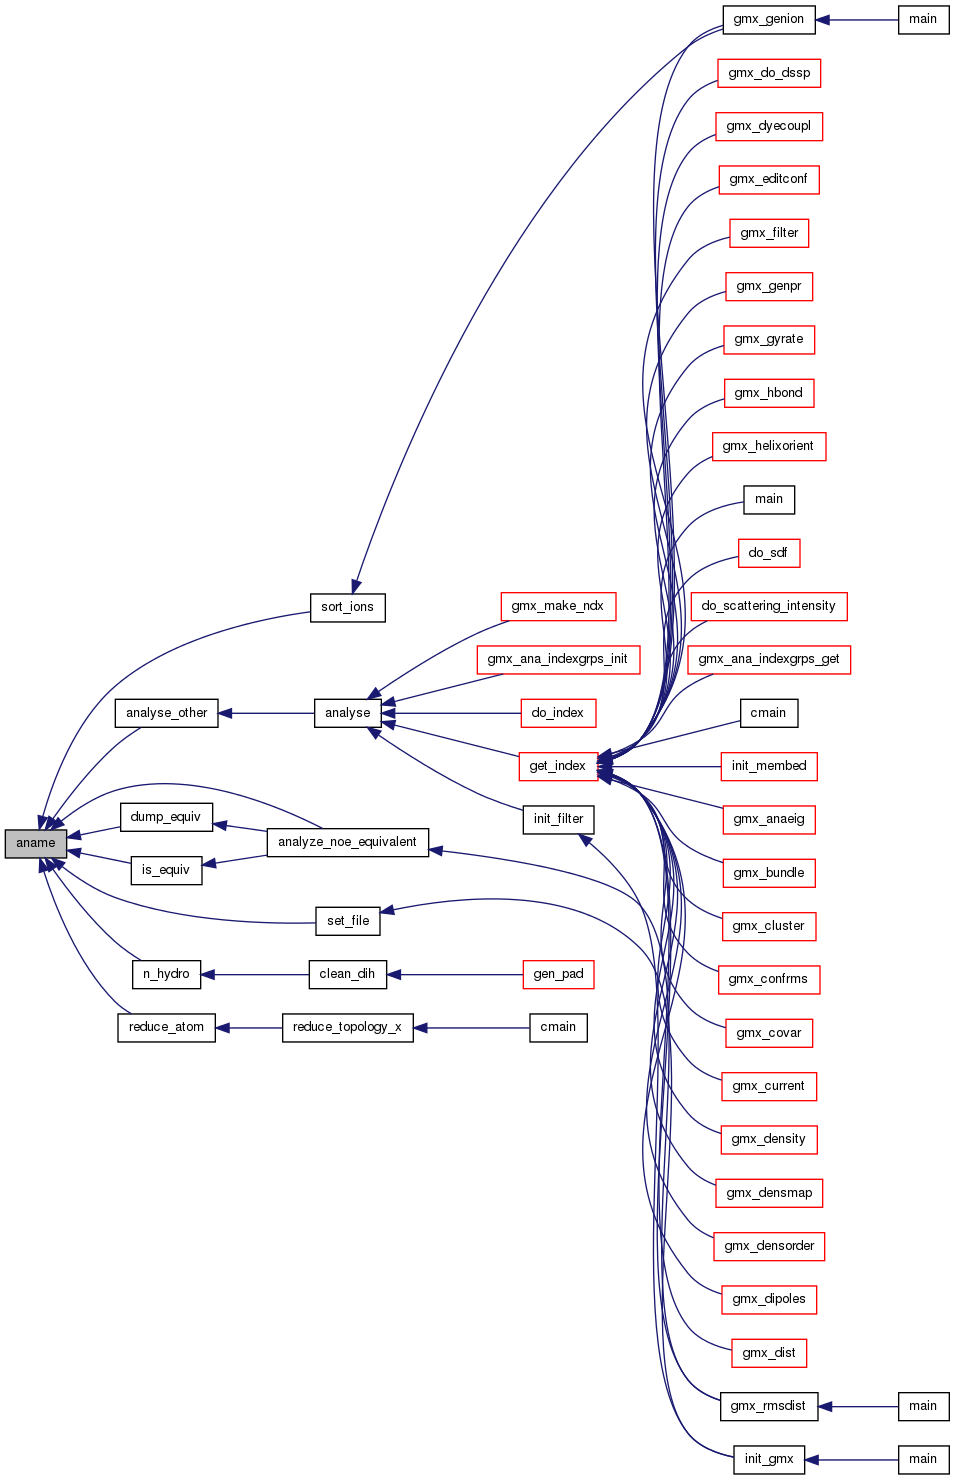 gmx_genion
main
gmx_do_dssp
gmx_dyecoupl
gmx_editconf
gmx_filter
gmx_genpr
gmx_gyrate
gmx_hbond
gmx_helixorient
main
do_sdf
sort_ions
gmx_make_ndx
do_scattering_intensity
gmx_ana_indexgrps_init
gmx_ana_indexgrps_get
analyse_other
analyse
do_index
cmain
get_index
init_membed
dump_equiv
init_filter
gmx_anaeig
aname
analyze_noe_equivalent
is_equiv
gmx_bundle
set_file
gmx_cluster
n_hydro
clean_dih
gen_pad
gmx_confrms
reduce_atom
reduce_topology_x
cmain
gmx_covar
gmx_current
gmx_density
gmx_densmap
gmx_densorder
gmx_dipoles
gmx_dist
gmx_rmsdist
main
init_gmx
main